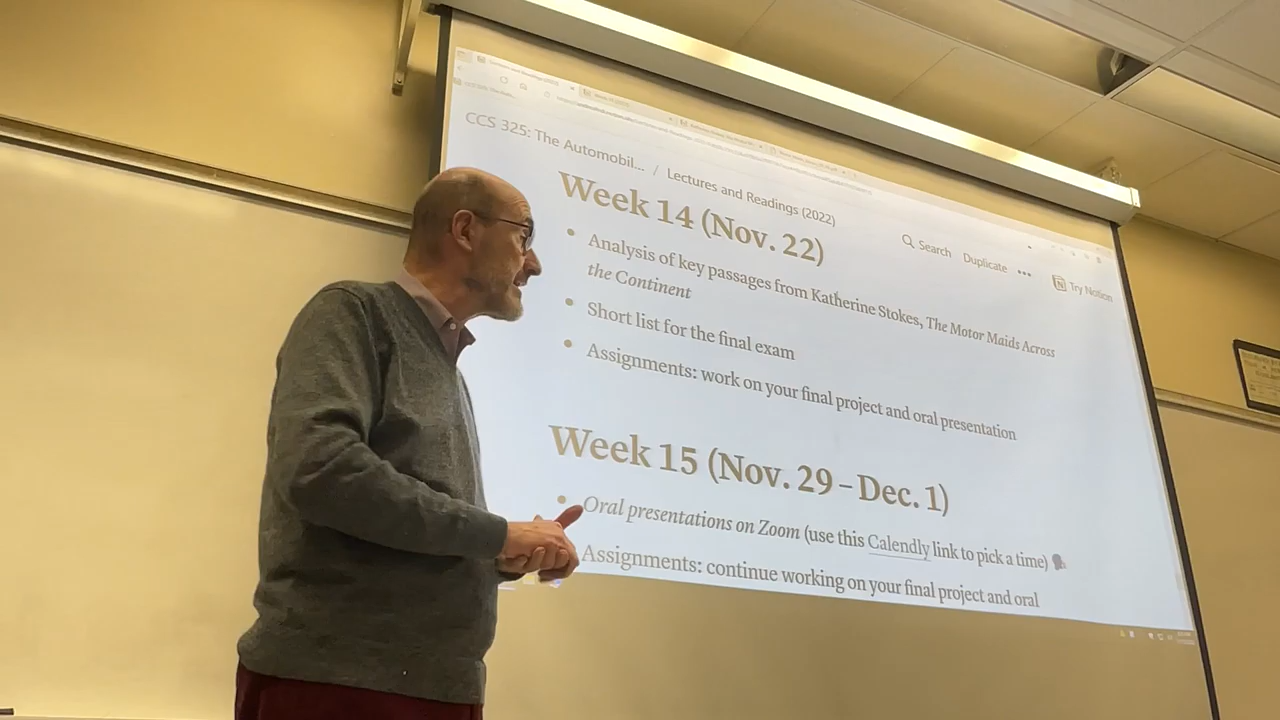 CCS 325: The Automobil... / Lectures and Readings (2022)
Search Duplicate •••
Try Notion
Week 14 (Nov. 22)
• Analysis of key passages from Katherine Stokes, The Motor Maids Across
the Continent
• Short list for the final exam
• Assignments: work on your final project and oral presentation
Week 15 (Nov. 29 – Dec. 1)
• Oral presentations on Zoom (use this Calendly link to pick a time)
Assignments: continue working on your final project and oral